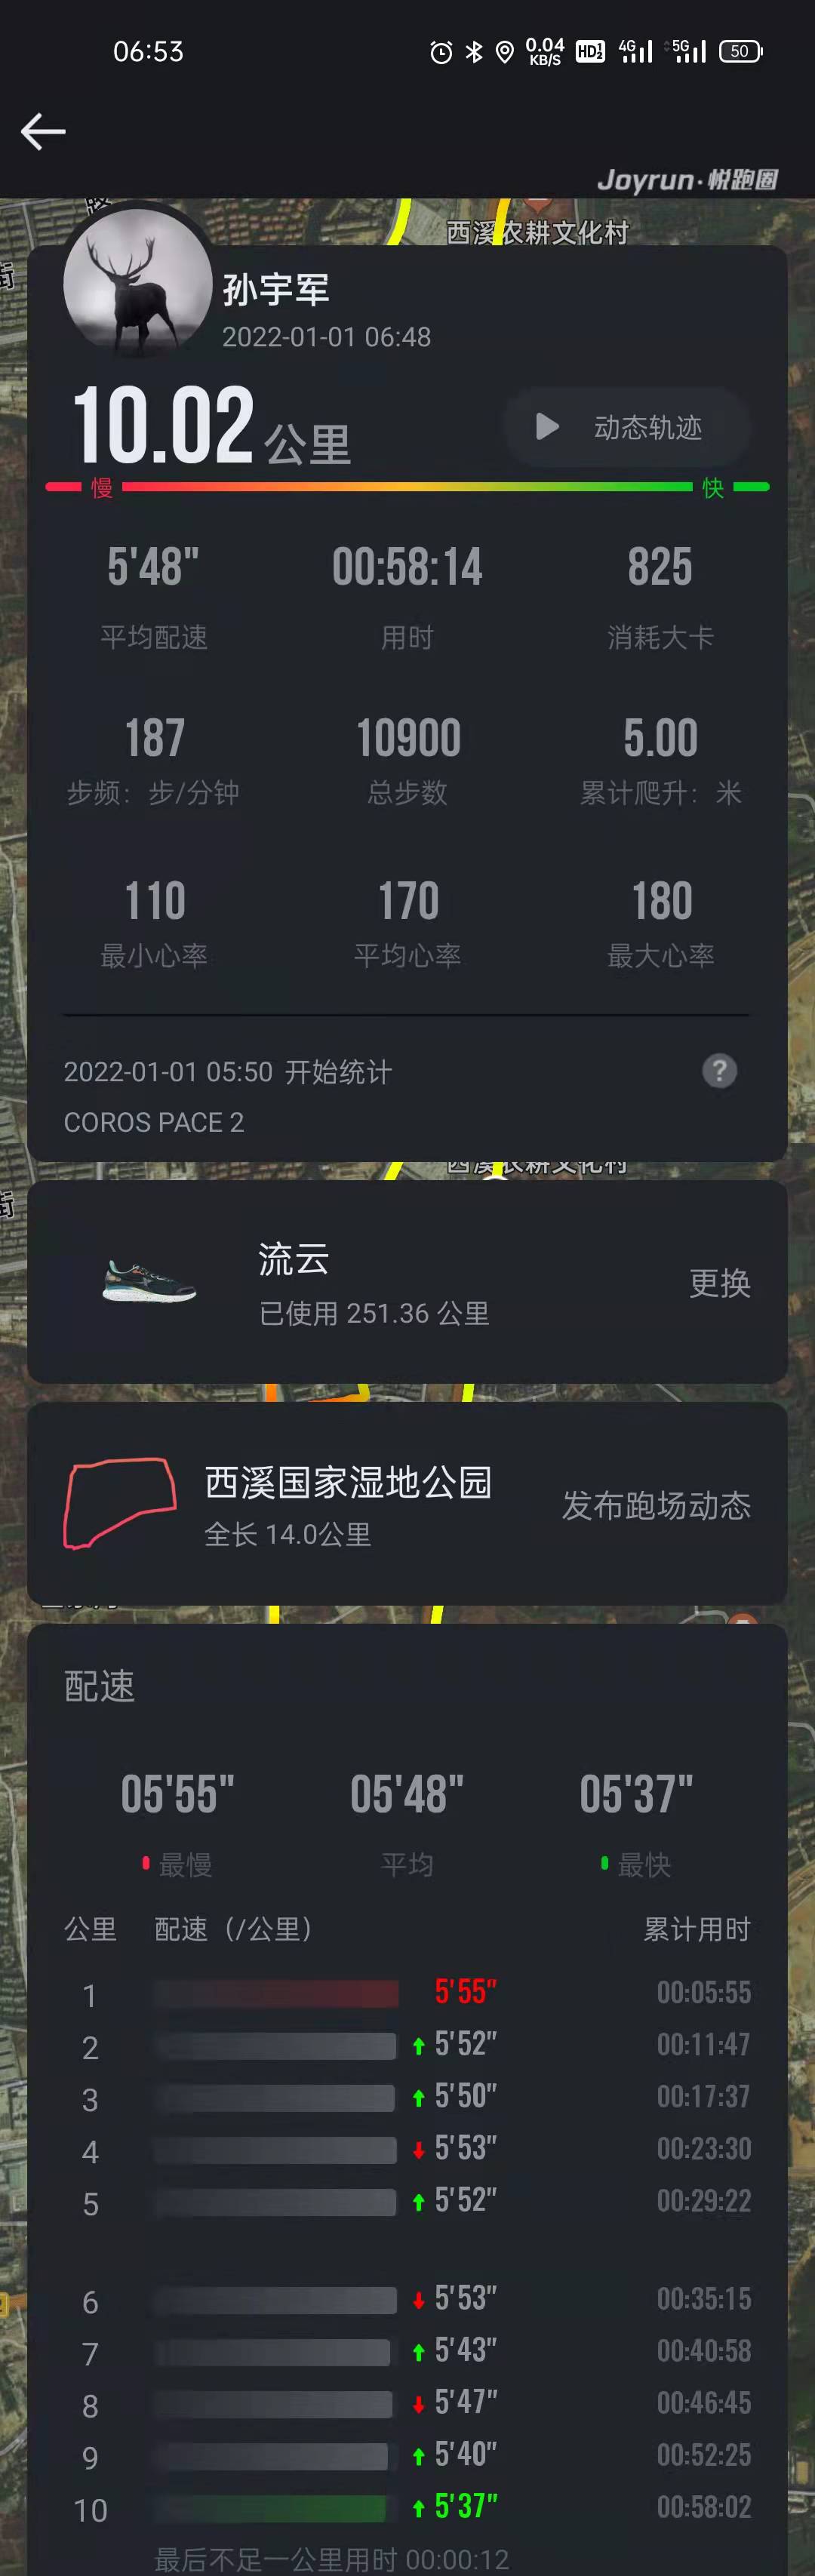 06:53
0.04
KB/S
HD
4G
5G
50
Joyrun·悦跑圈
西溪农耕文化村
街
孙宇军
2022-01-01 06:48
10.02 公里
动态轨迹
慢 快
5'48" 00:58:14 825
平均配速 用时 消耗大卡
187 10900 5.00
步频：步/分钟 总步数 累计爬升：米
110 170 180
最小心率 平均心率 最大心率
2022-01-01 05:50 开始统计
?
COROS PACE 2
西溪农耕文化村
街
流云
已使用 251.36 公里
更换
西溪国家湿地公园
全长 14.0公里
发布跑场动态
配速
05'55" 05'48" 05'37"
最慢 平均 最快
公里 配速（/公里） 累计用时
1 5'55" 00:05:55
2 5'52" 00:11:47
3 5'50" 00:17:37
4 5'53" 00:23:30
5 5'52" 00:29:22
6 5'53" 00:35:15
7 5'43" 00:40:58
8 5'47" 00:46:45
9 5'40" 00:52:25
10 5'37" 00:58:02
最后不足一公里用时 00:00:12